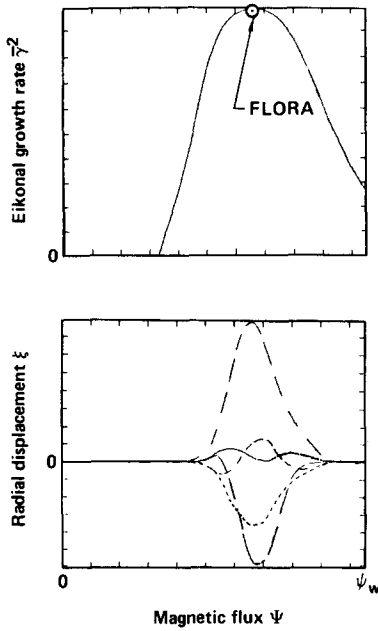 Eikonal growth rate γ̄²
FLORA
0
Radial displacement ξ
0
0
ψw
Magnetic flux Ψ